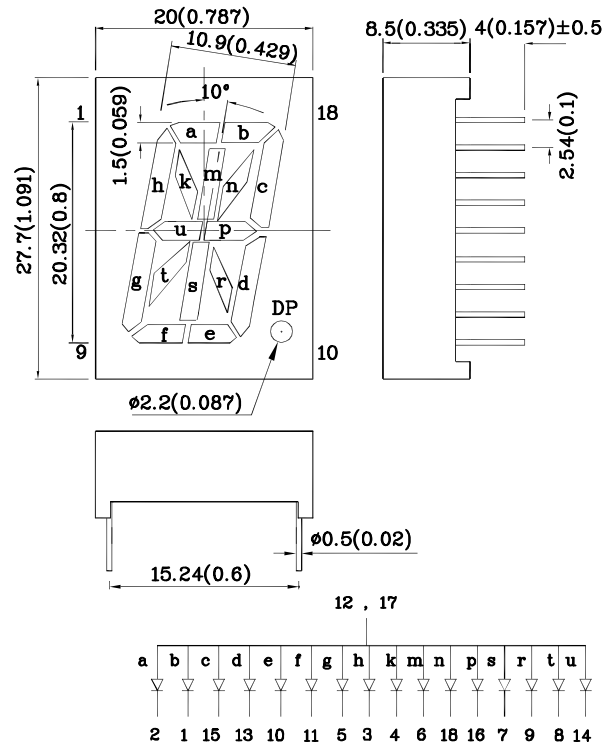 20(0.787)
8.5(0.335) 4(0.157)±0.5
10.9(0.429)
10°
1 18
1.5(0.059)
2.54(0.1)
a b
h k m n c
27.7(1.091)
20.32(0.8)
u p
g t s r d
DP
f e
9 10
ø2.2(0.087)
ø0.5(0.02)
15.24(0.6)
12 , 17
a b c d e f g h k m n p s r t u
2 1 15 13 10 11 5 3 4 6 18 16 7 9 8 14